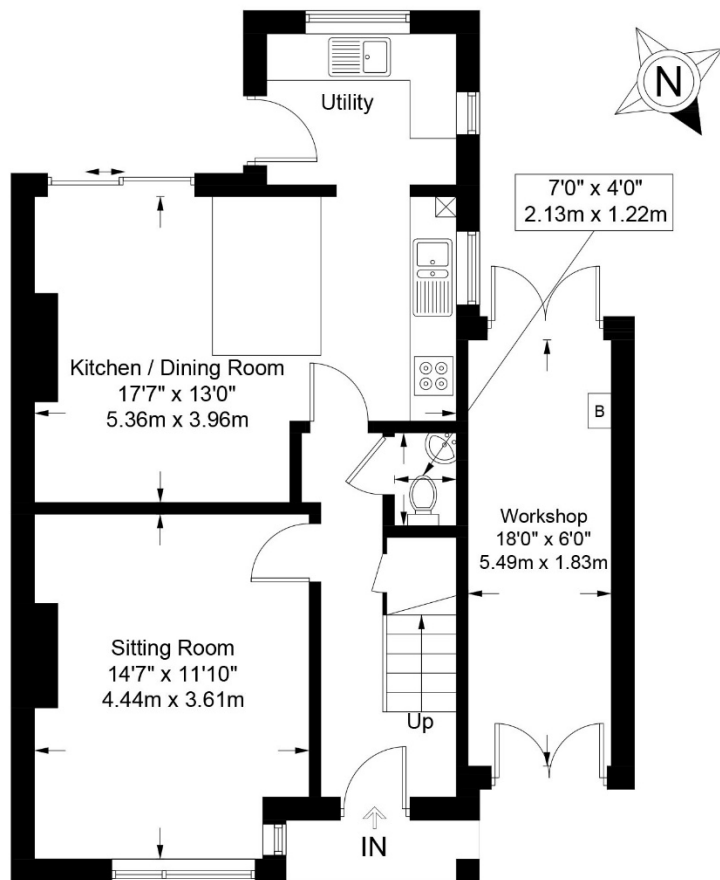 Utility
N
7'0" x 4'0"
2.13m x 1.22m
Kitchen / Dining Room
17'7" x 13'0"
5.36m x 3.96m
B
Workshop
18'0" x 6'0"
5.49m x 1.83m
Sitting Room
14'7" x 11'10"
4.44m x 3.61m
Up
IN